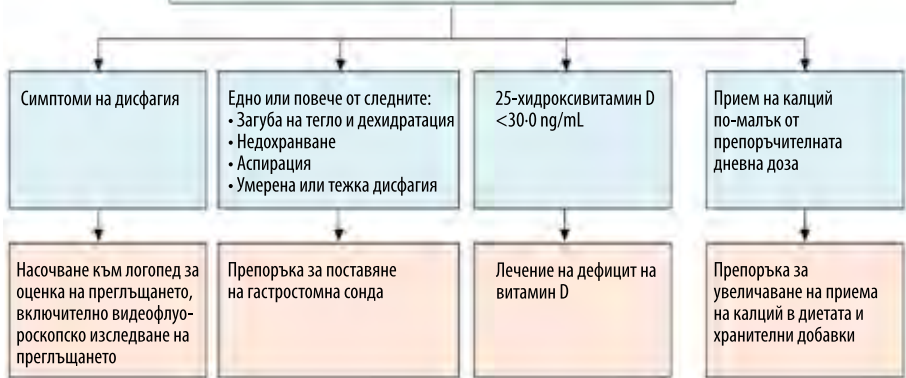 Симптоми на дисфагия
Едно или повече от следните:
• Загуба на тегло и дехидратация
• Недохранване
• Аспирация
• Умерена или тежка дисфагия
25-хидроксивитамин D
<30·0 ng/mL
Прием на калций
по-малък от
препоръчителната
дневна доза
Насочване към логопед за
оценка на преглъщането,
включително видеофлуо-
роскопско изследване на
преглъщането
Препоръка за поставяне
на гастростомна сонда
Лечение на дефицит на
витамин D
Препоръка за
увеличаване на приема
на калций в диетата и
хранителни добавки